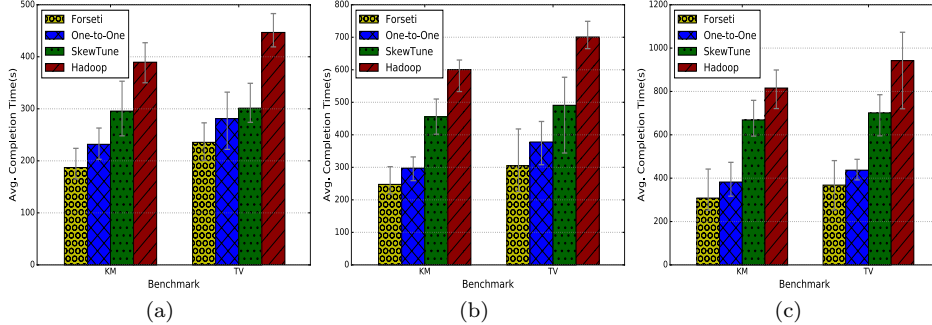 500
400
300
200
100
0
Avg. Completion Time(s)
Forseti
One-to-One
SkewTune
Hadoop
KM
TV
Benchmark
(a)
800
700
600
500
400
300
200
100
0
Avg. Completion Time(s)
Forseti
One-to-One
SkewTune
Hadoop
KM
TV
Benchmark
(b)
1200
1000
800
600
400
200
0
Avg. Completion Time(s)
Forseti
One-to-One
SkewTune
Hadoop
KM
TV
Benchmark
(c)